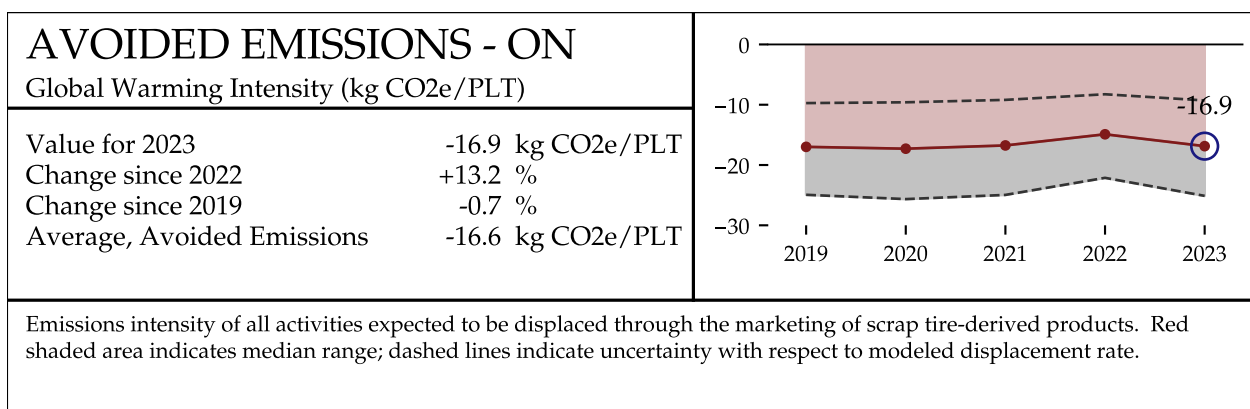 AVOIDED EMISSIONS - ON
Global Warming Intensity (kg CO2e/PLT)
Value for 2023 -16.9 kg CO2e/PLT
Change since 2022 +13.2 %
Change since 2019 -0.7 %
Average, Avoided Emissions -16.6 kg CO2e/PLT
0
−10
−20
−30
-16.9
2019 2020 2021 2022 2023
Emissions intensity of all activities expected to be displaced through the marketing of scrap tire-derived products. Red
shaded area indicates median range; dashed lines indicate uncertainty with respect to modeled displacement rate.